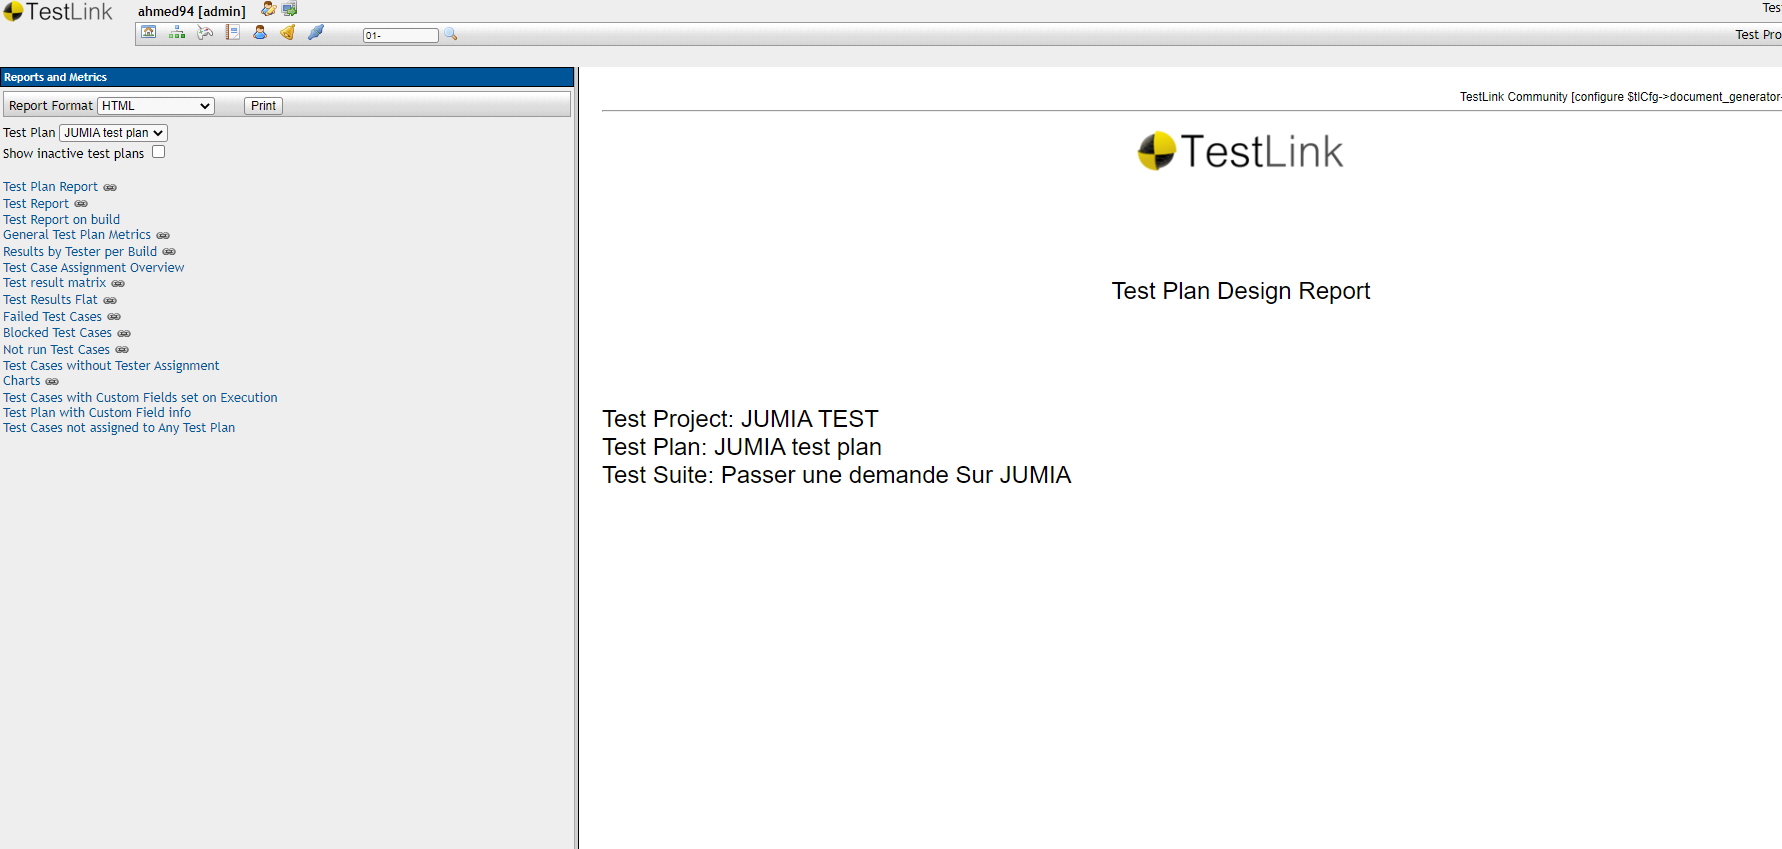 TestLink
ahmed94 [admin]
Tes
01-
Test Pro
Reports and Metrics
Report Format HTML Print
Test Plan JUMIA test plan
Show inactive test plans
Test Plan Report
Test Report
Test Report on build
General Test Plan Metrics
Results by Tester per Build
Test Case Assignment Overview
Test result matrix
Test Results Flat
Failed Test Cases
Blocked Test Cases
Not run Test Cases
Test Cases without Tester Assignment
Charts
Test Cases with Custom Fields set on Execution
Test Plan with Custom Field info
Test Cases not assigned to Any Test Plan
TestLink Community [configure $tlCfg->document_generator-
TestLink
Test Plan Design Report
Test Project: JUMIA TEST
Test Plan: JUMIA test plan
Test Suite: Passer une demande Sur JUMIA